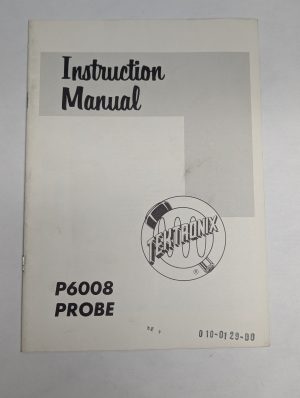 Instruction
Manual
TEKTRONIX
®
P6008
PROBE
010-0129-00